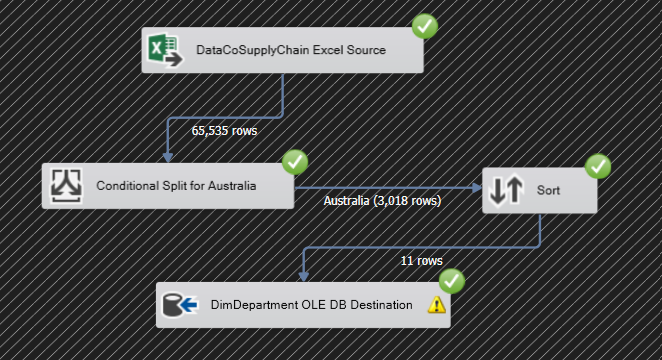 DataCoSupplyChain Excel Source
65,535 rows
Conditional Split for Australia
Australia (3,018 rows)
Sort
11 rows
DimDepartment OLE DB Destination